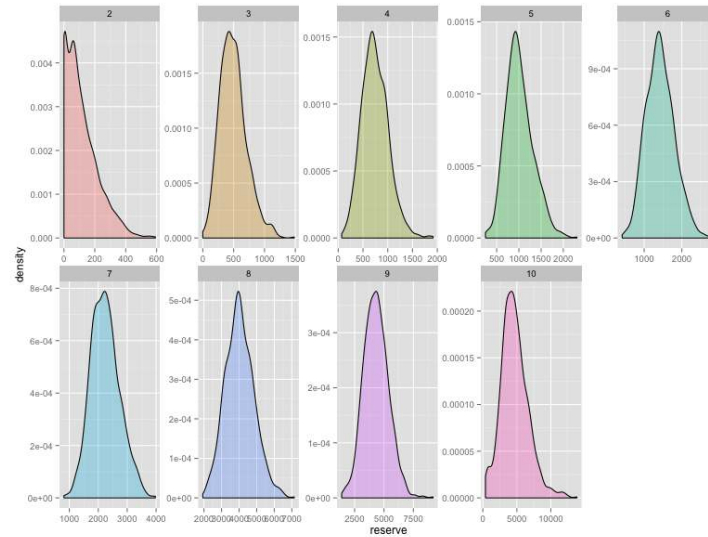 2
3
4
5
6
0.004
0.003
0.002
0.001
0.000
0.0015
0.0010
0.0005
0.0000
0.0015
0.0010
0.0005
0.0000
0.0015
0.0010
0.0005
0.0000
9e-04
6e-04
3e-04
0e+00
0 200 400 600
0 500 1000 1500
0 500 1000 1500 2000
500 1000 1500 2000
1000 2000
density
7
8
9
10
8e-04
6e-04
4e-04
2e-04
0e+00
5e-04
4e-04
3e-04
2e-04
1e-04
0e+00
3e-04
2e-04
1e-04
0e+00
0.00020
0.00015
0.00010
0.00005
0.00000
1000 2000 3000 4000
2000 3000 4000 5000 6000 7000
2500 5000 7500
0 5000 10000
reserve